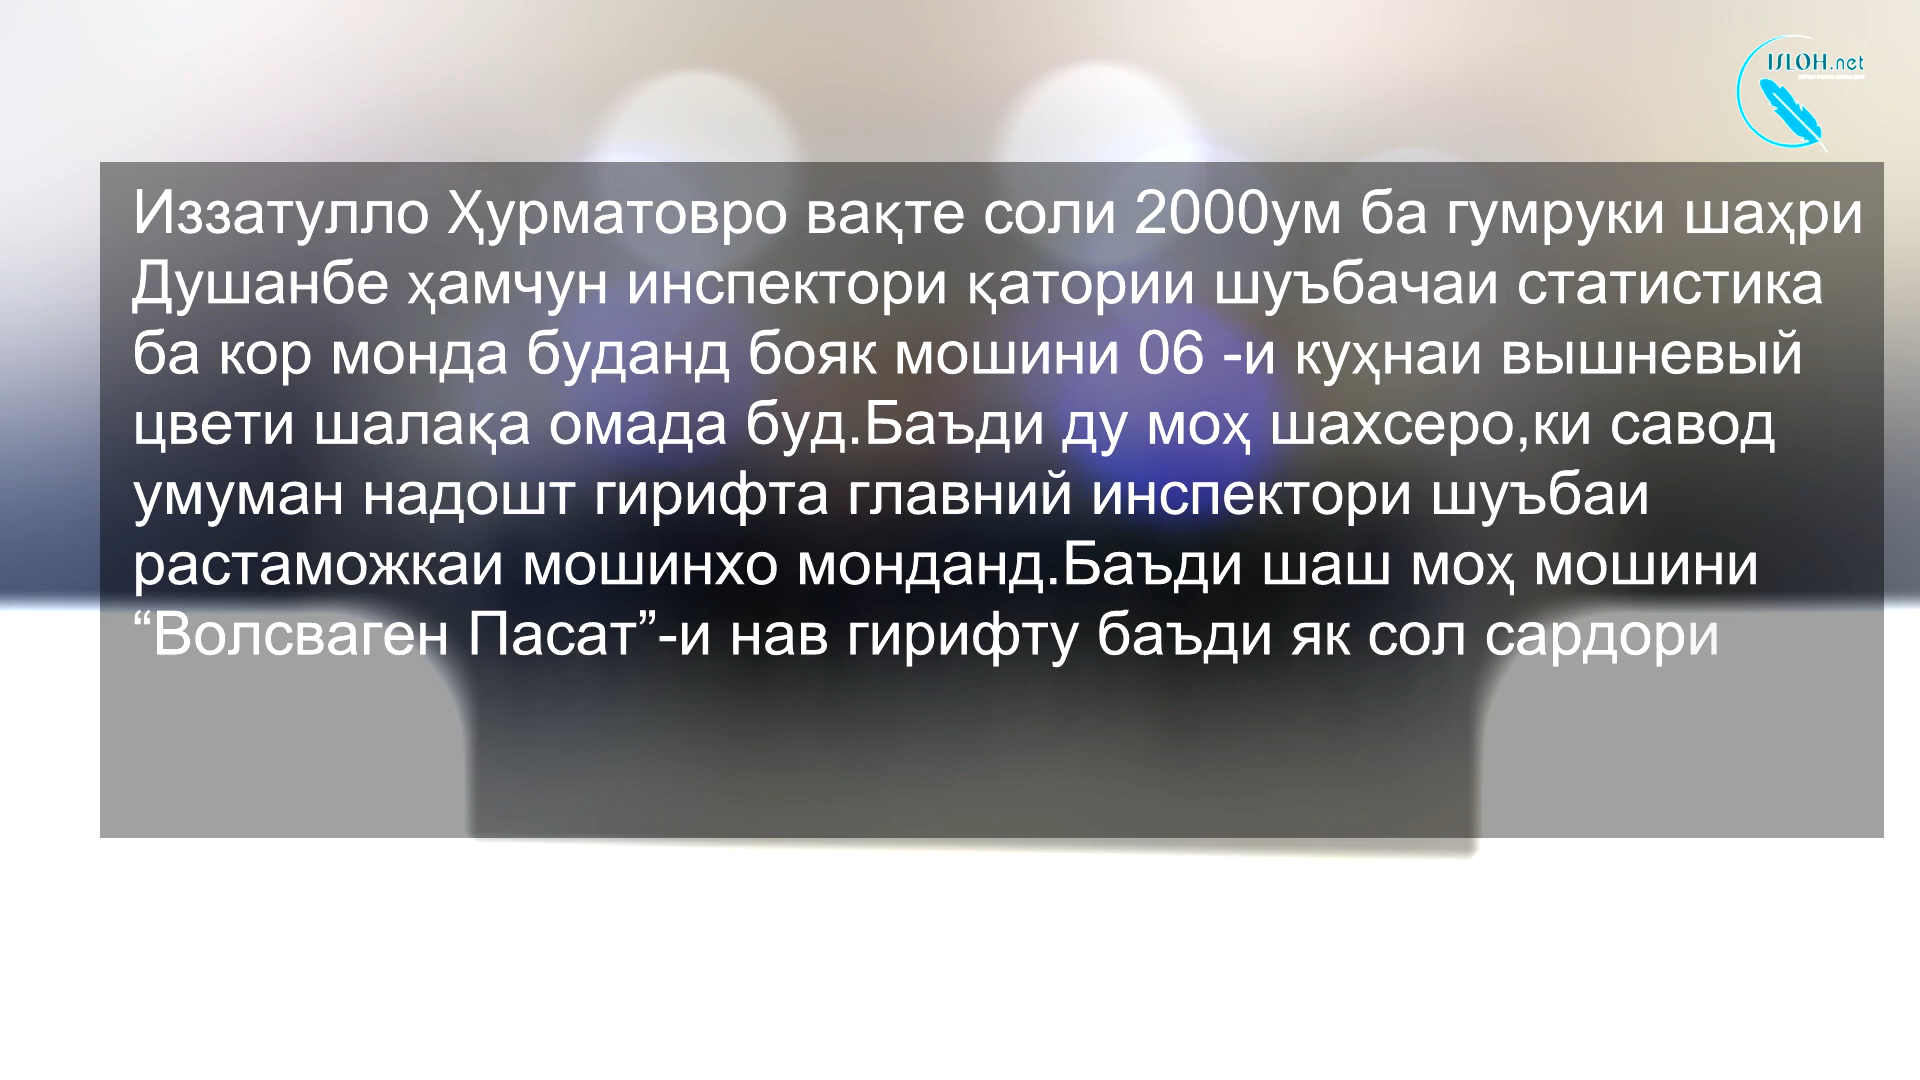 ISLOH.net
Иззатулло Ҳурматовро вақте соли 2000ум ба гумруки шаҳри
Душанбе ҳамчун инспектори қатории шуъбачаи статистика
ба кор монда буданд бояк мошини 06 -и куҳнаи вышневый
цвети шалақа омада буд.Баъди ду моҳ шахсеро,ки савод
умуман надошт гирифта главний инспектори шуъбаи
растаможкаи мошинхо монданд.Баъди шаш моҳ мошини
“Волсваген Пасат”-и нав гирифту баъди як сол сардори